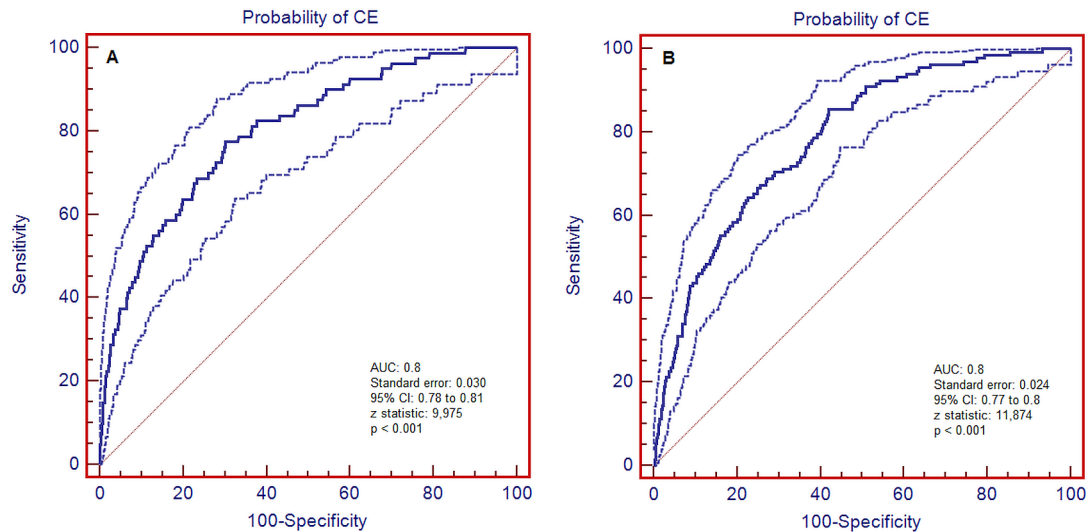 Probability of CE
A
100
80
60
40
20
0
Sensitivity
AUC: 0.8
Standard error: 0.030
95% CI: 0.78 to 0.81
z statistic: 9,975
p < 0.001
0 20 40 60 80 100
100-Specificity
Probability of CE
B
100
80
60
40
20
0
Sensitivity
AUC: 0.8
Standard error: 0.024
95% CI: 0.77 to 0.8
z statistic: 11,874
p < 0.001
0 20 40 60 80 100
100-Specificity